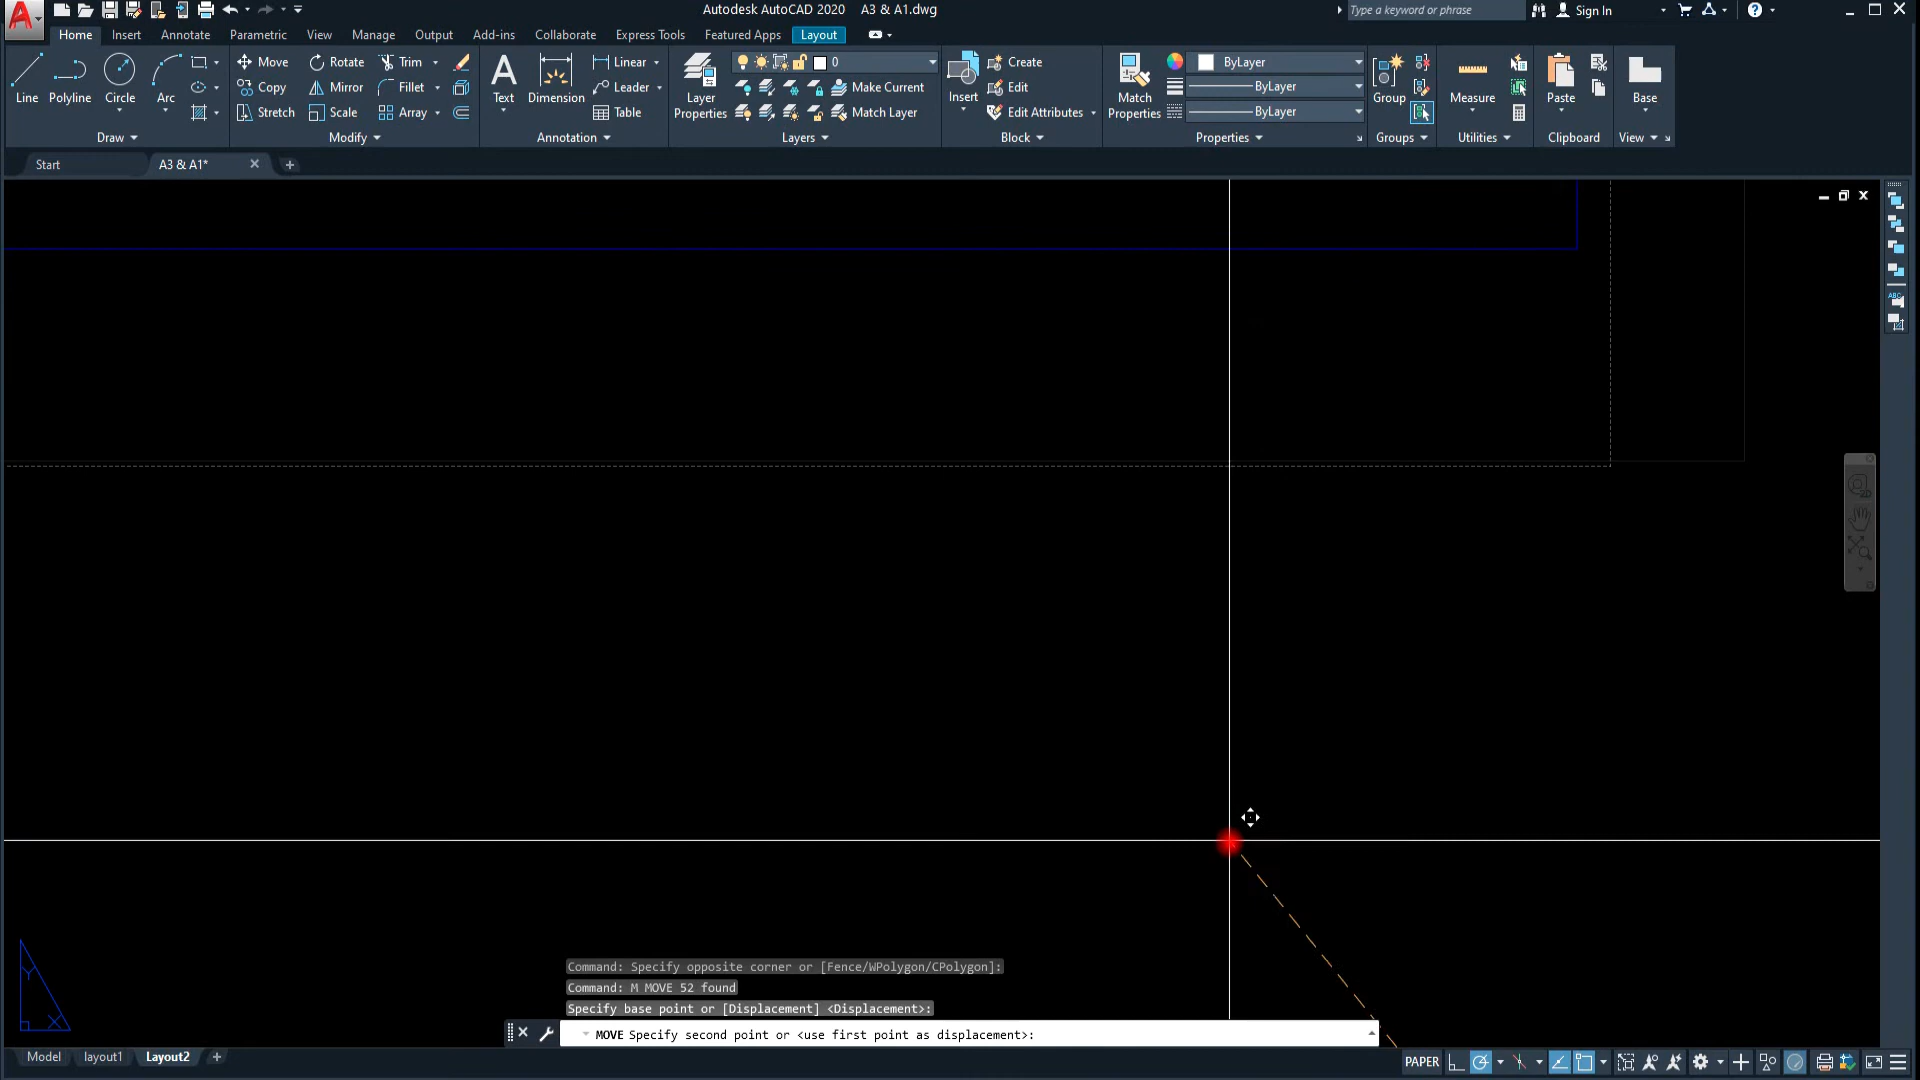 Autodesk AutoCAD 2020 A3 & A1.dwg
Type a keyword or phrase
Sign In
Home Insert Annotate Parametric View Manage Output Add-ins Collaborate Express Tools Featured Apps Layout
Line Polyline Circle Arc
Move Rotate Trim
Copy Mirror Fillet
Stretch Scale Array
Text Dimension
Linear
Leader
Table
Layer Properties
0
Make Current
Match Layer
Insert
Create
Edit
Edit Attributes
Match Properties
ByLayer
ByLayer
ByLayer
Group
Measure
Paste
Base
Draw Modify Annotation Layers Block Properties Groups Utilities Clipboard View
Start A3 & A1*
ABC
Y
X
Command: Specify opposite corner or [Fence/WPolygon/CPolygon]:
Command: M MOVE 52 found
Specify base point or [Displacement] <Displacement>:
MOVE Specify second point or <use first point as displacement>:
Model layout1 Layout2
PAPER